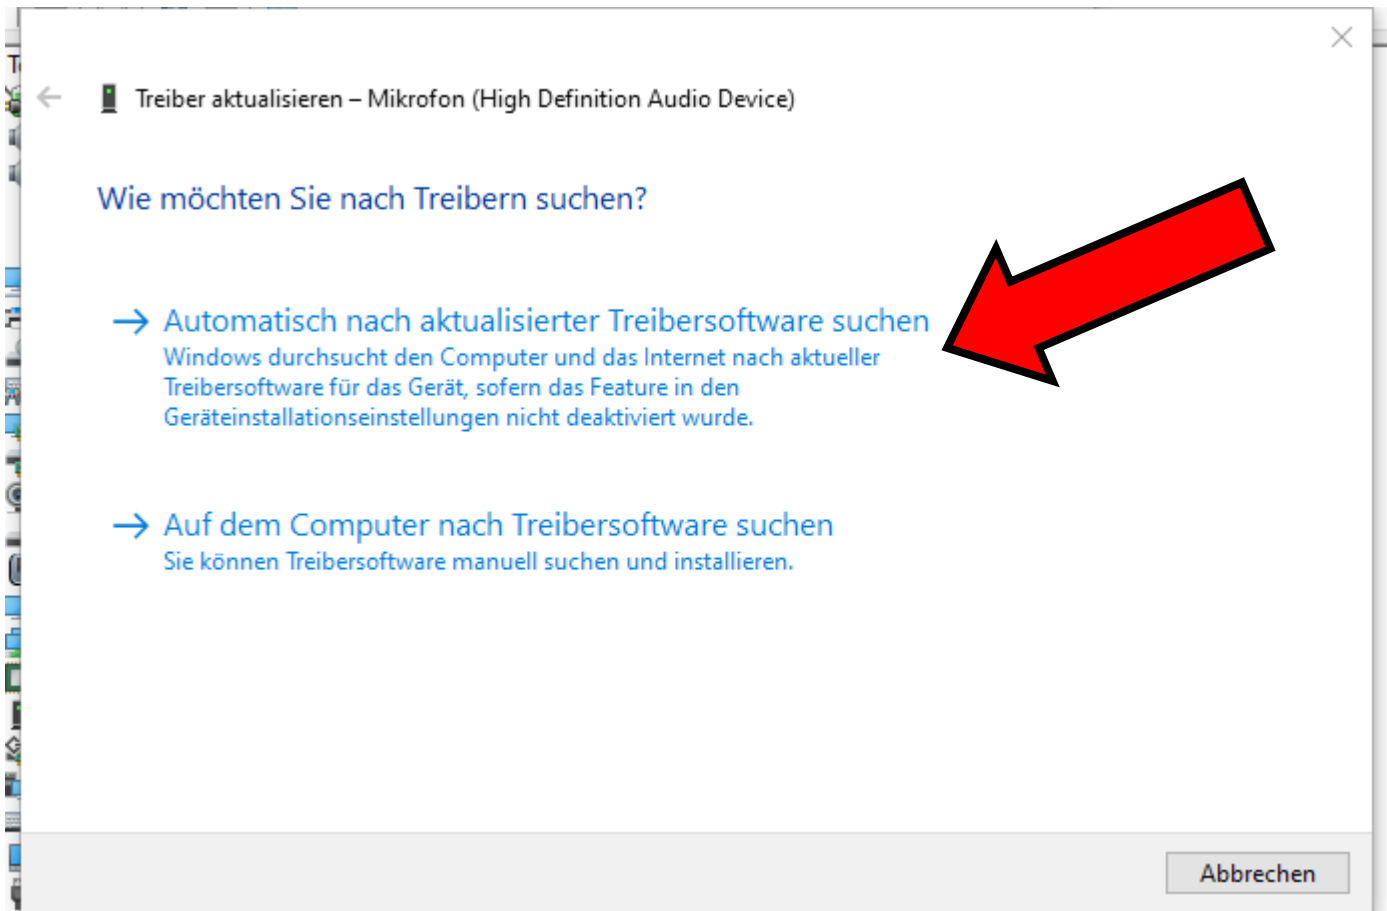 Treiber aktualisieren – Mikrofon (High Definition Audio Device)
Wie möchten Sie nach Treibern suchen?
Automatisch nach aktualisierter Treibersoftware suchen
Windows durchsucht den Computer und das Internet nach aktueller
Treibersoftware für das Gerät, sofern das Feature in den
Geräteinstallationseinstellungen nicht deaktiviert wurde.
Auf dem Computer nach Treibersoftware suchen
Sie können Treibersoftware manuell suchen und installieren.
Abbrechen